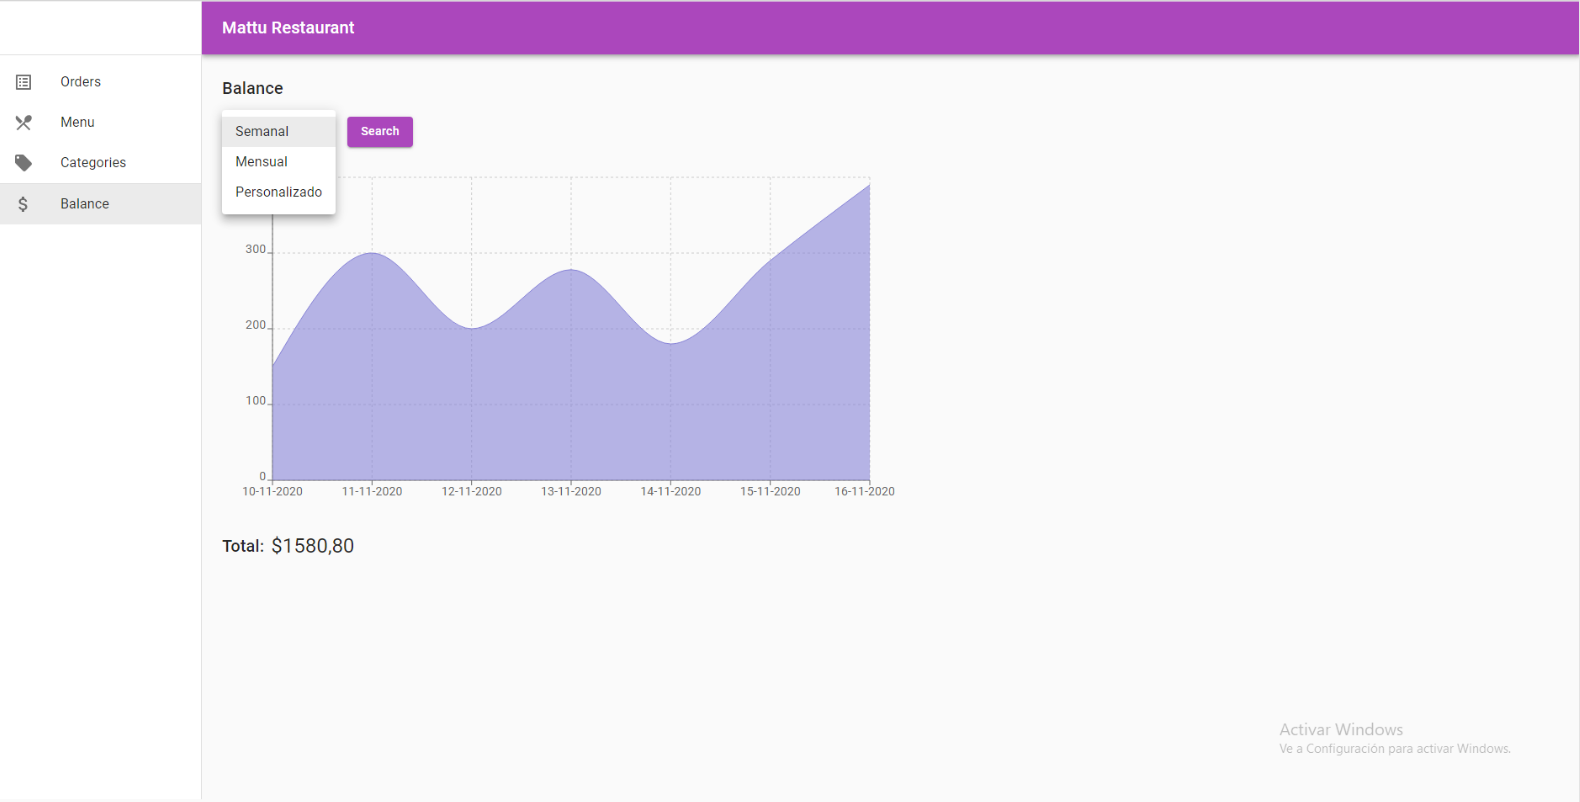 Mattu Restaurant
Orders
Menu
Categories
Balance
Balance
Semanal
Mensual
Personalizado
Search
300
200
100
0
10-11-2020 11-11-2020 12-11-2020 13-11-2020 14-11-2020 15-11-2020 16-11-2020
Total: $1580,80
Activar Windows
Ve a Configuración para activar Windows.